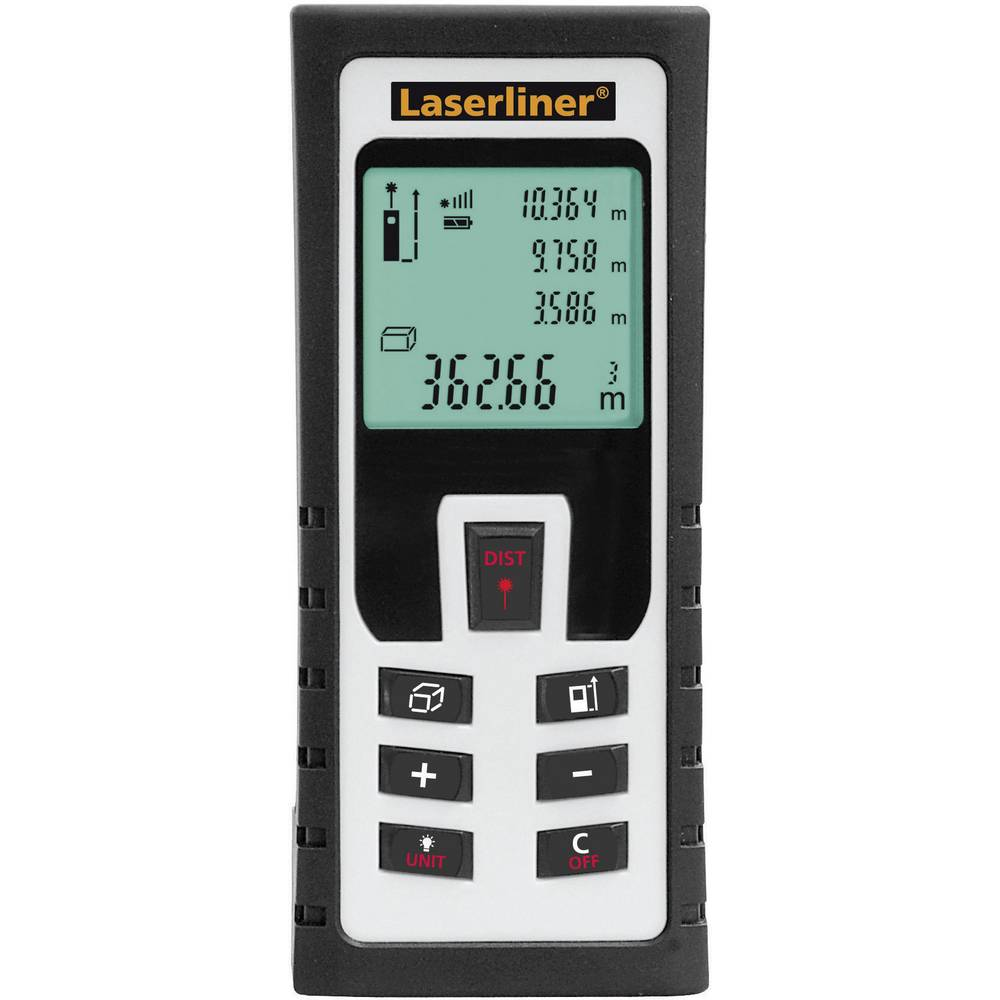 Laserliner®
10.364 m
9.758 m
3.586 m
362.66 m³
DIST
+ −
UNIT C
OFF